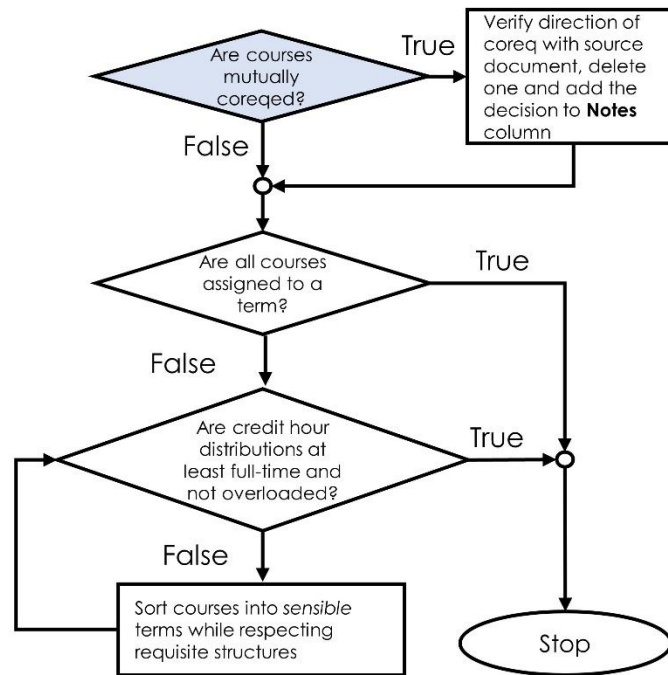 Are courses
mutually
coreqed?
True
Verify direction of
coreq with source
document, delete
one and add the
decision to Notes
column
False
Are all courses
assigned to a
term?
True
False
Are credit hour
distributions at
least full-time and
not overloaded?
True
False
Sort courses into sensible
terms while respecting
requisite structures
Stop